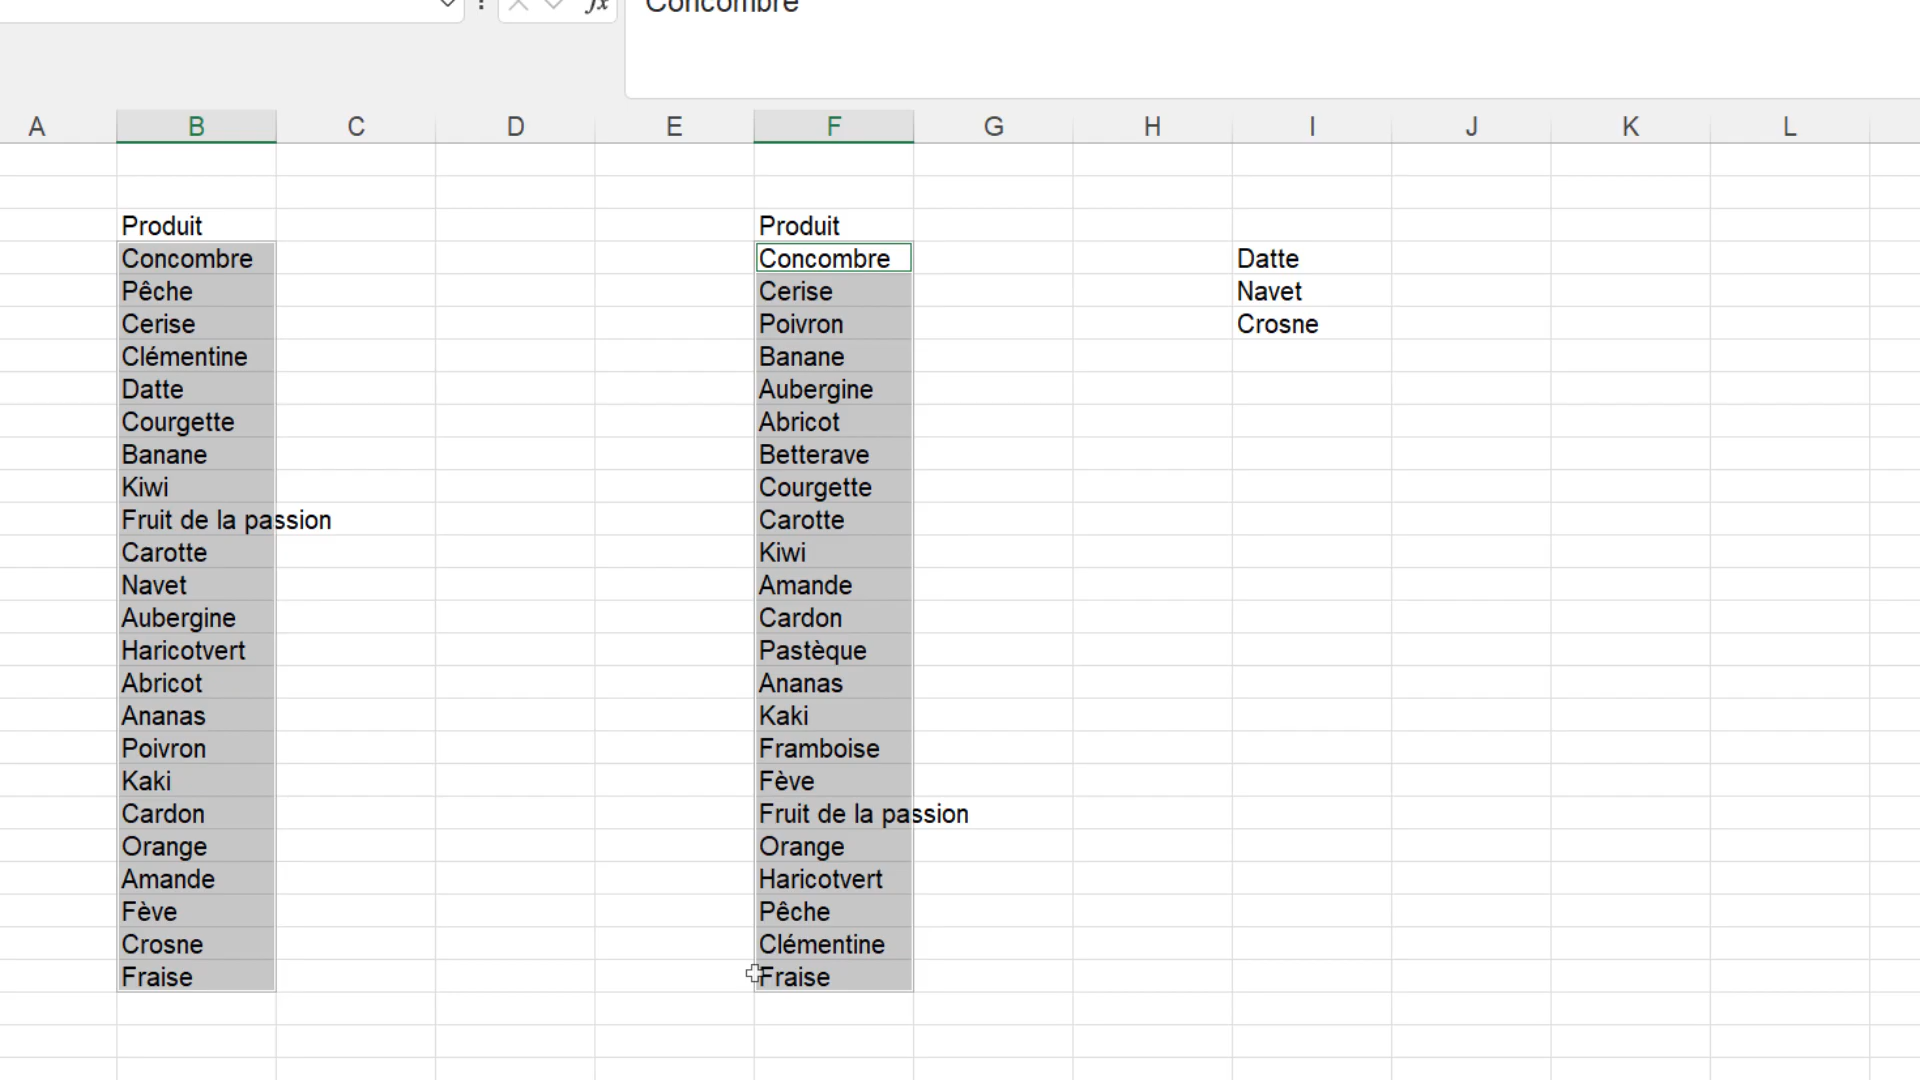 fx Concombre
A B C D E F G H I J K L
Produit Produit
Concombre Concombre Datte
Pêche Cerise Navet
Cerise Poivron Crosne
Clémentine Banane
Datte Aubergine
Courgette Abricot
Banane Betterave
Kiwi Courgette
Fruit de la passion Carotte
Carotte Kiwi
Navet Amande
Aubergine Cardon
Haricotvert Pastèque
Abricot Ananas
Ananas Kaki
Poivron Framboise
Kaki Fève
Cardon Fruit de la passion
Orange Orange
Amande Haricotvert
Fève Pêche
Crosne Clémentine
Fraise Fraise